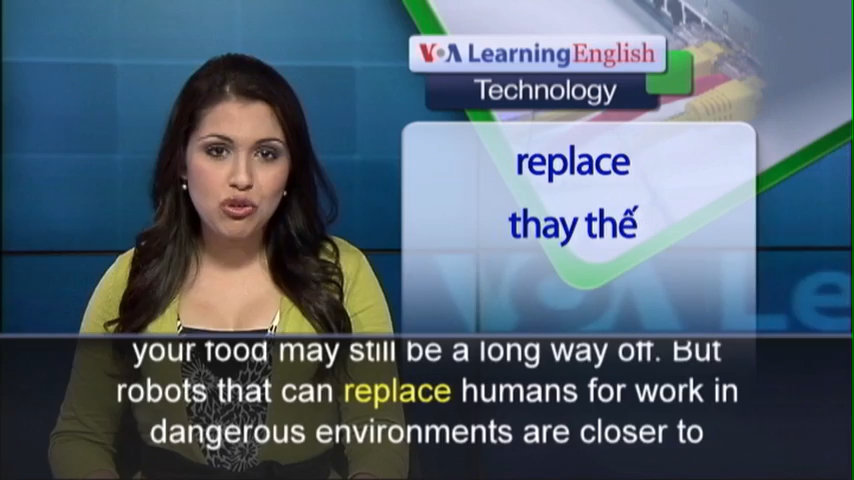 VOA Learning English
Technology
replace
thay thế
your food may still be a long way off. But
robots that can replace humans for work in
dangerous environments are closer to